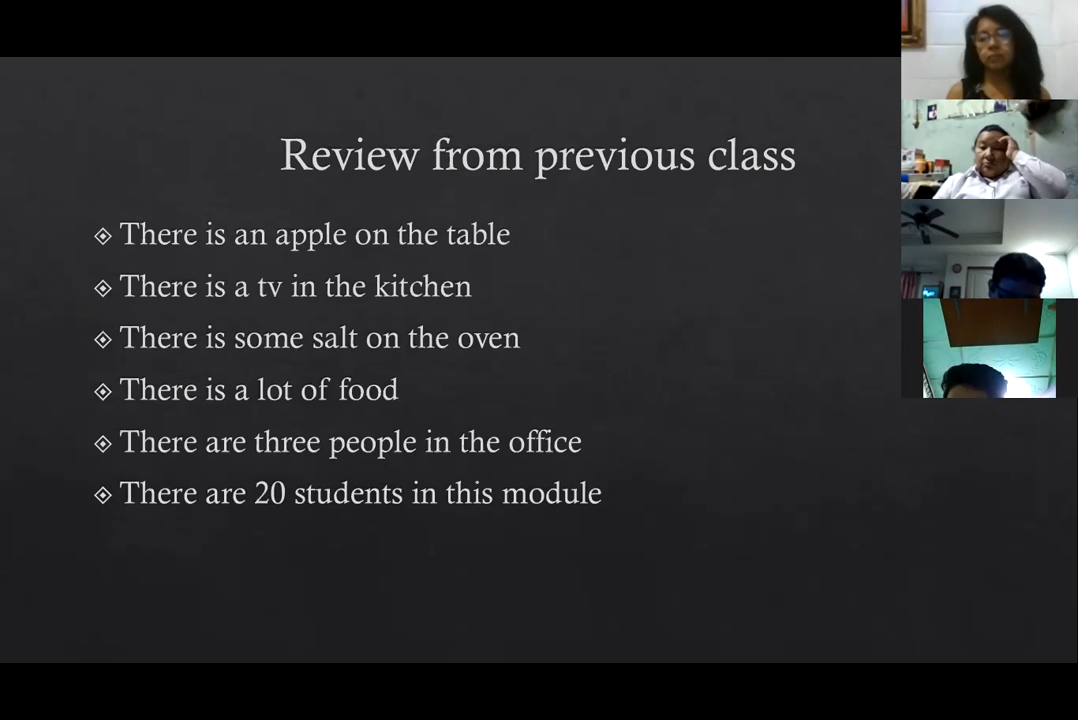 Review from previous class
There is an apple on the table
There is a tv in the kitchen
There is some salt on the oven
There is a lot of food
There are three people in the office
There are 20 students in this module